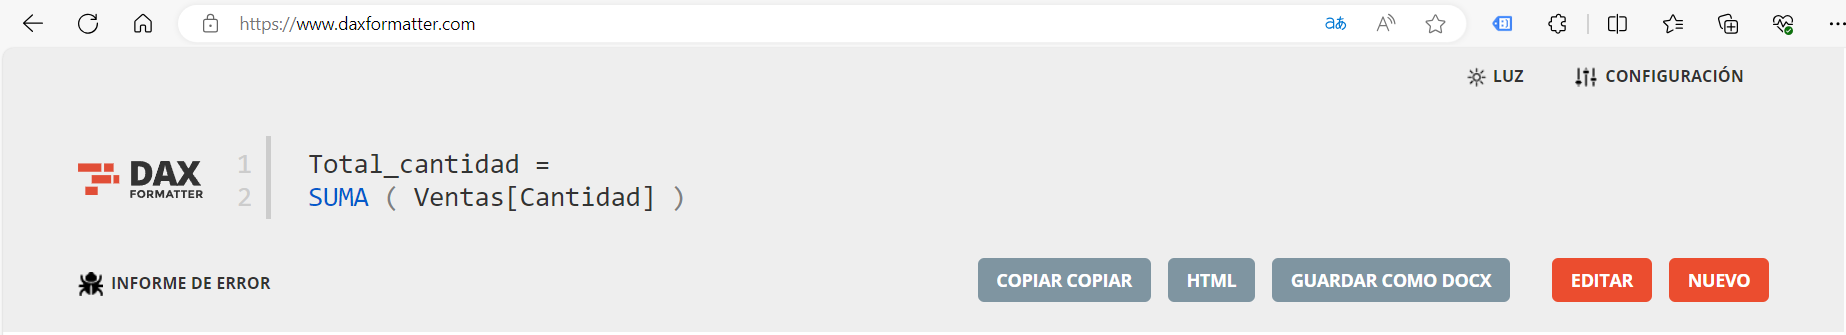 https://www.daxformatter.com
LUZ
CONFIGURACIÓN
DAX
FORMATTER
1 Total_cantidad =
2 SUMA ( Ventas[Cantidad] )
INFORME DE ERROR
COPIAR COPIAR
HTML
GUARDAR COMO DOCX
EDITAR
NUEVO